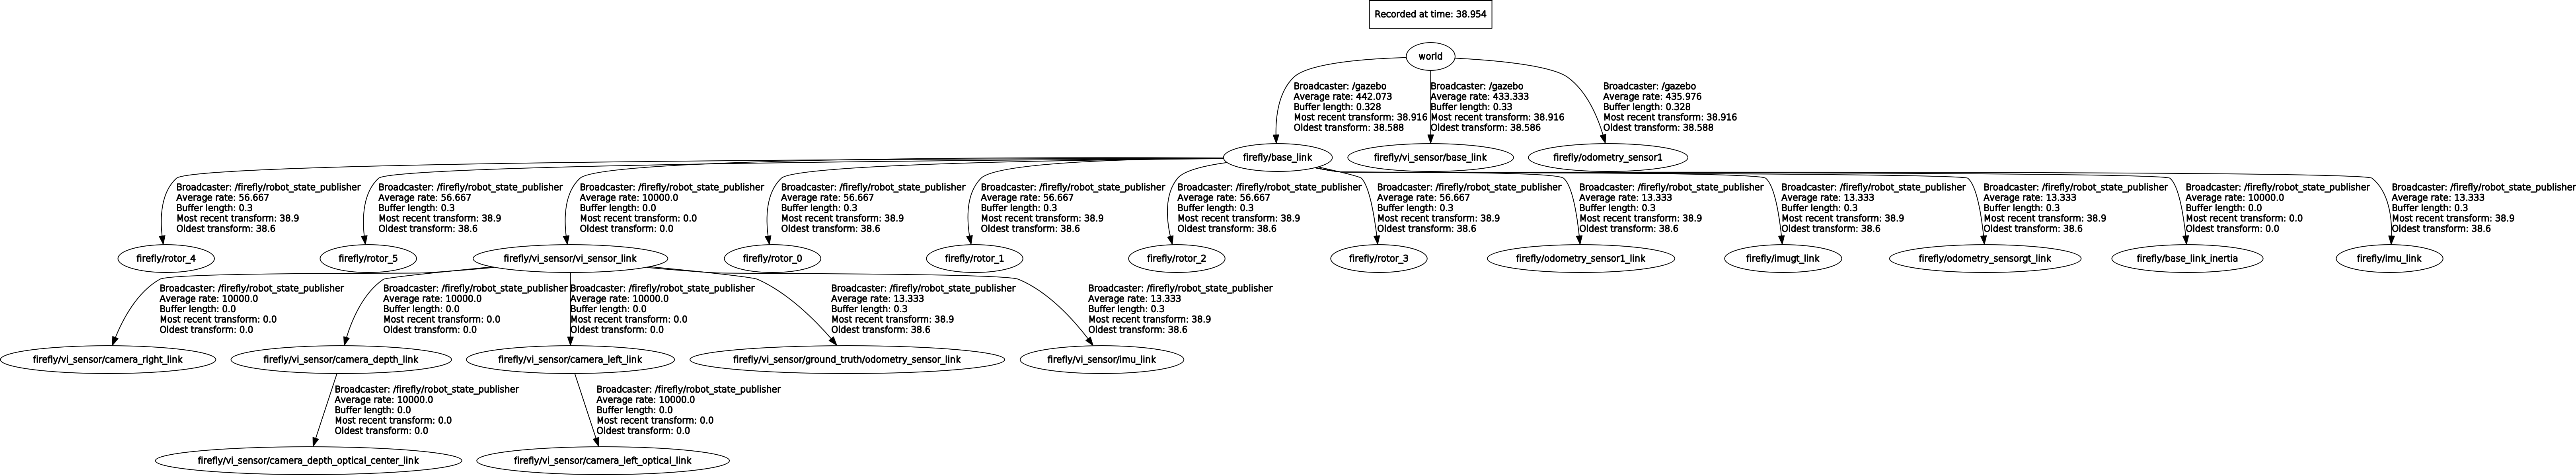 Recorded at time: 38.954
world
Broadcaster: /gazebo
Average rate: 442.073
Buffer length: 0.328
Most recent transform: 38.916
Oldest transform: 38.588
Broadcaster: /gazebo
Average rate: 433.333
Buffer length: 0.33
Most recent transform: 38.916
Oldest transform: 38.586
Broadcaster: /gazebo
Average rate: 435.976
Buffer length: 0.328
Most recent transform: 38.916
Oldest transform: 38.588
firefly/base_link
firefly/vi_sensor/base_link
firefly/odometry_sensor1
Broadcaster: /firefly/robot_state_publisher
Average rate: 56.667
Buffer length: 0.3
Most recent transform: 38.9
Oldest transform: 38.6
Broadcaster: /firefly/robot_state_publisher
Average rate: 56.667
Buffer length: 0.3
Most recent transform: 38.9
Oldest transform: 38.6
Broadcaster: /firefly/robot_state_publisher
Average rate: 10000.0
Buffer length: 0.0
Most recent transform: 0.0
Oldest transform: 0.0
Broadcaster: /firefly/robot_state_publisher
Average rate: 56.667
Buffer length: 0.3
Most recent transform: 38.9
Oldest transform: 38.6
Broadcaster: /firefly/robot_state_publisher
Average rate: 56.667
Buffer length: 0.3
Most recent transform: 38.9
Oldest transform: 38.6
Broadcaster: /firefly/robot_state_publisher
Average rate: 56.667
Buffer length: 0.3
Most recent transform: 38.9
Oldest transform: 38.6
Broadcaster: /firefly/robot_state_publisher
Average rate: 56.667
Buffer length: 0.3
Most recent transform: 38.9
Oldest transform: 38.6
Broadcaster: /firefly/robot_state_publisher
Average rate: 13.333
Buffer length: 0.3
Most recent transform: 38.9
Oldest transform: 38.6
Broadcaster: /firefly/robot_state_publisher
Average rate: 13.333
Buffer length: 0.3
Most recent transform: 38.9
Oldest transform: 38.6
Broadcaster: /firefly/robot_state_publisher
Average rate: 13.333
Buffer length: 0.3
Most recent transform: 38.9
Oldest transform: 38.6
Broadcaster: /firefly/robot_state_publisher
Average rate: 10000.0
Buffer length: 0.0
Most recent transform: 0.0
Oldest transform: 0.0
Broadcaster: /firefly/robot_state_publisher
Average rate: 13.333
Buffer length: 0.3
Most recent transform: 38.9
Oldest transform: 38.6
firefly/rotor_4
firefly/rotor_5
firefly/vi_sensor/vi_sensor_link
firefly/rotor_0
firefly/rotor_1
firefly/rotor_2
firefly/rotor_3
firefly/odometry_sensor1_link
firefly/imugt_link
firefly/odometry_sensorgt_link
firefly/base_link_inertia
firefly/imu_link
Broadcaster: /firefly/robot_state_publisher
Average rate: 10000.0
Buffer length: 0.0
Most recent transform: 0.0
Oldest transform: 0.0
Broadcaster: /firefly/robot_state_publisher
Average rate: 10000.0
Buffer length: 0.0
Most recent transform: 0.0
Oldest transform: 0.0
Broadcaster: /firefly/robot_state_publisher
Average rate: 10000.0
Buffer length: 0.0
Most recent transform: 0.0
Oldest transform: 0.0
Broadcaster: /firefly/robot_state_publisher
Average rate: 13.333
Buffer length: 0.3
Most recent transform: 38.9
Oldest transform: 38.6
Broadcaster: /firefly/robot_state_publisher
Average rate: 13.333
Buffer length: 0.3
Most recent transform: 38.9
Oldest transform: 38.6
firefly/vi_sensor/camera_right_link
firefly/vi_sensor/camera_depth_link
firefly/vi_sensor/camera_left_link
firefly/vi_sensor/ground_truth/odometry_sensor_link
firefly/vi_sensor/imu_link
Broadcaster: /firefly/robot_state_publisher
Average rate: 10000.0
Buffer length: 0.0
Most recent transform: 0.0
Oldest transform: 0.0
Broadcaster: /firefly/robot_state_publisher
Average rate: 10000.0
Buffer length: 0.0
Most recent transform: 0.0
Oldest transform: 0.0
firefly/vi_sensor/camera_depth_optical_center_link
firefly/vi_sensor/camera_left_optical_link